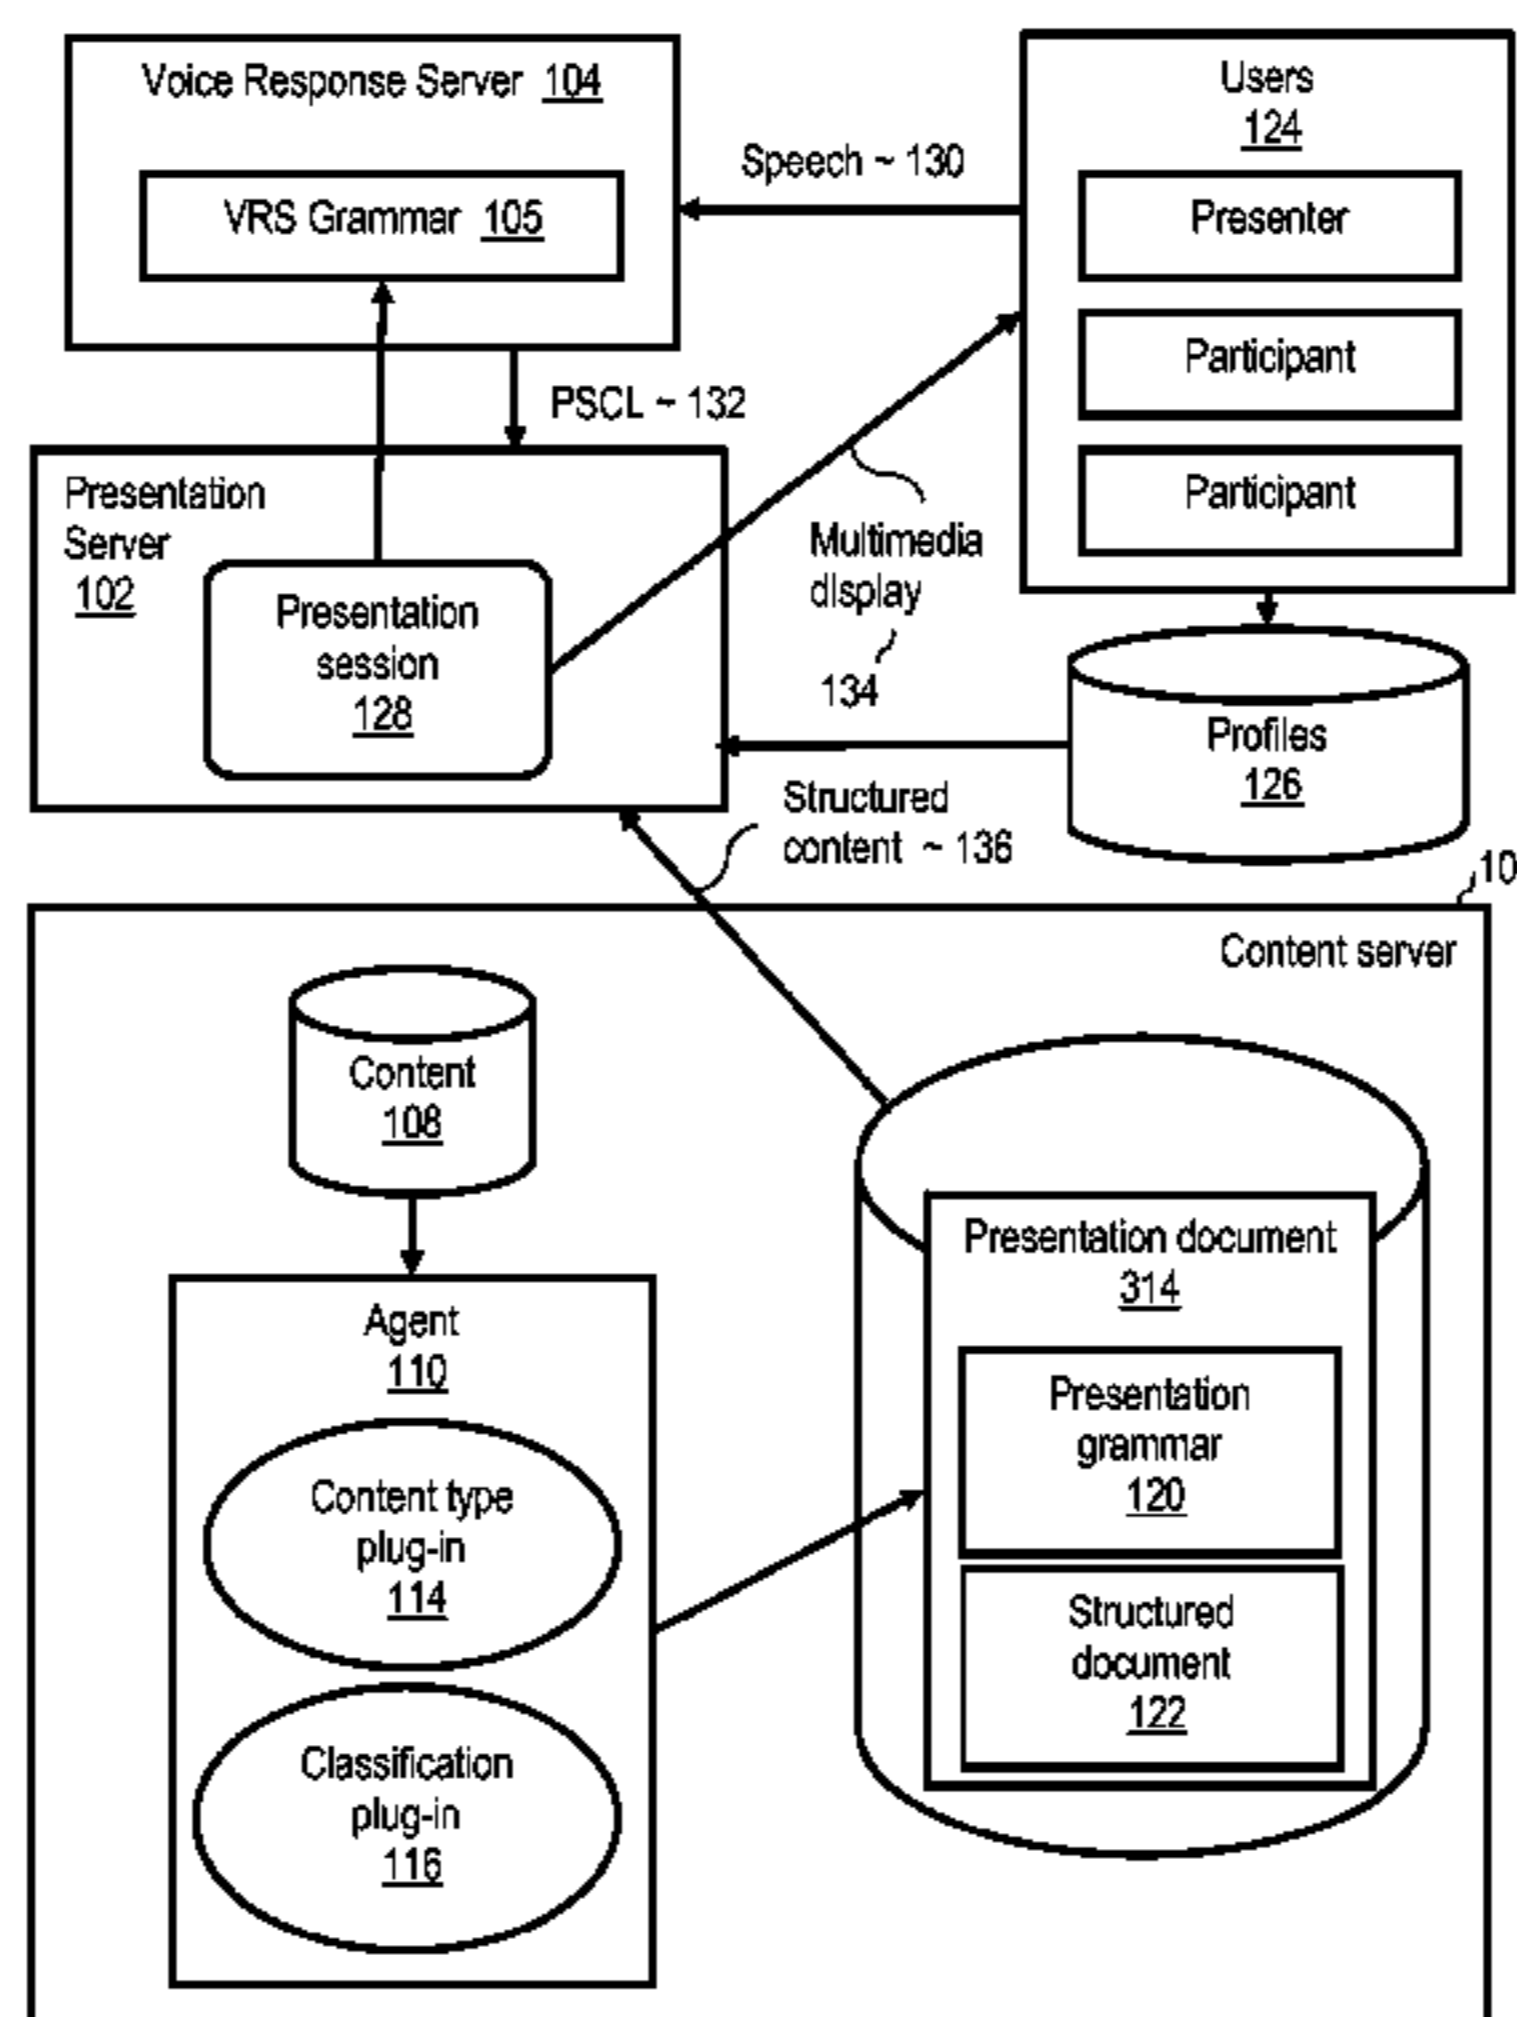 Voice Response Server 104
VRS Grammar 105
Speech ~ 130
Users
124
Presenter
Participant
Participant
PSCL ~ 132
Presentation
Server
102
Presentation
session
128
Multimedia
display
134
Profiles
126
Structured
content ~ 136
10
Content server
Content
108
Agent
110
Content type
plug-in
114
Classification
plug-in
116
Presentation document
314
Presentation
grammar
120
Structured
document
122